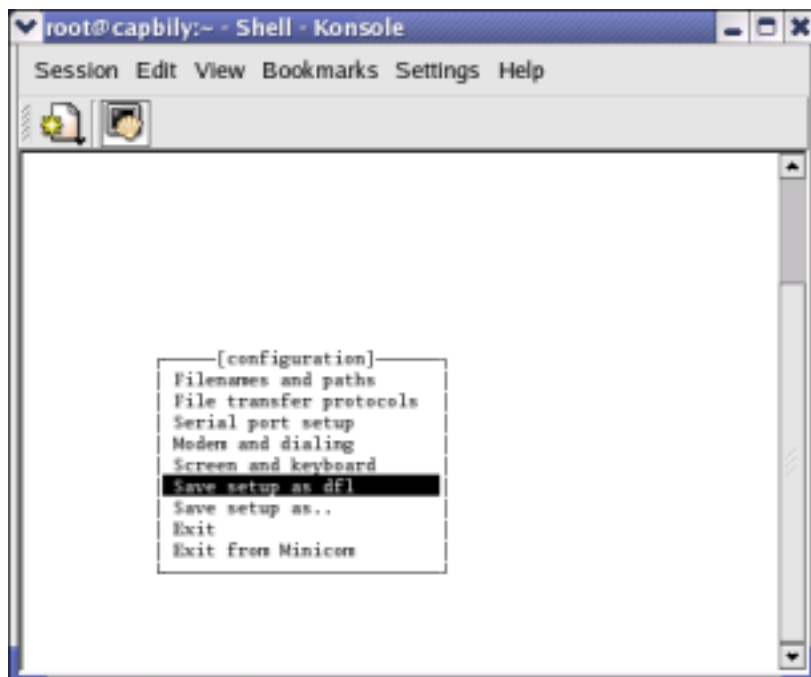 root@capbily:~ - Shell - Konsole
Session Edit View Bookmarks Settings Help
[configuration]
Filenames and paths
File transfer protocols
Serial port setup
Modem and dialing
Screen and keyboard
Save setup as dfl
Save setup as..
Exit
Exit from Minicom